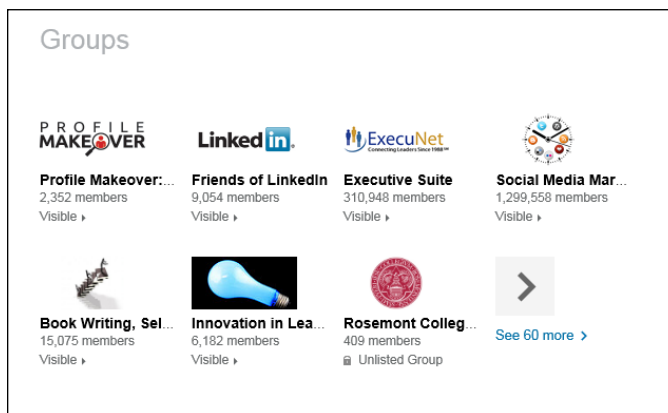 Groups
PROFILE
MAKEOVER
Linked in.
ExecuNet
Connecting Leaders Since 1988
Profile Makeover:...
2,352 members
Visible
Friends of LinkedIn
9,054 members
Visible
Executive Suite
310,948 members
Visible
Social Media Mar...
1,299,558 members
Visible
Book Writing, Sel...
15,075 members
Visible
Innovation in Lea...
6,182 members
Visible
Rosemont Colleg...
409 members
Unlisted Group
See 60 more